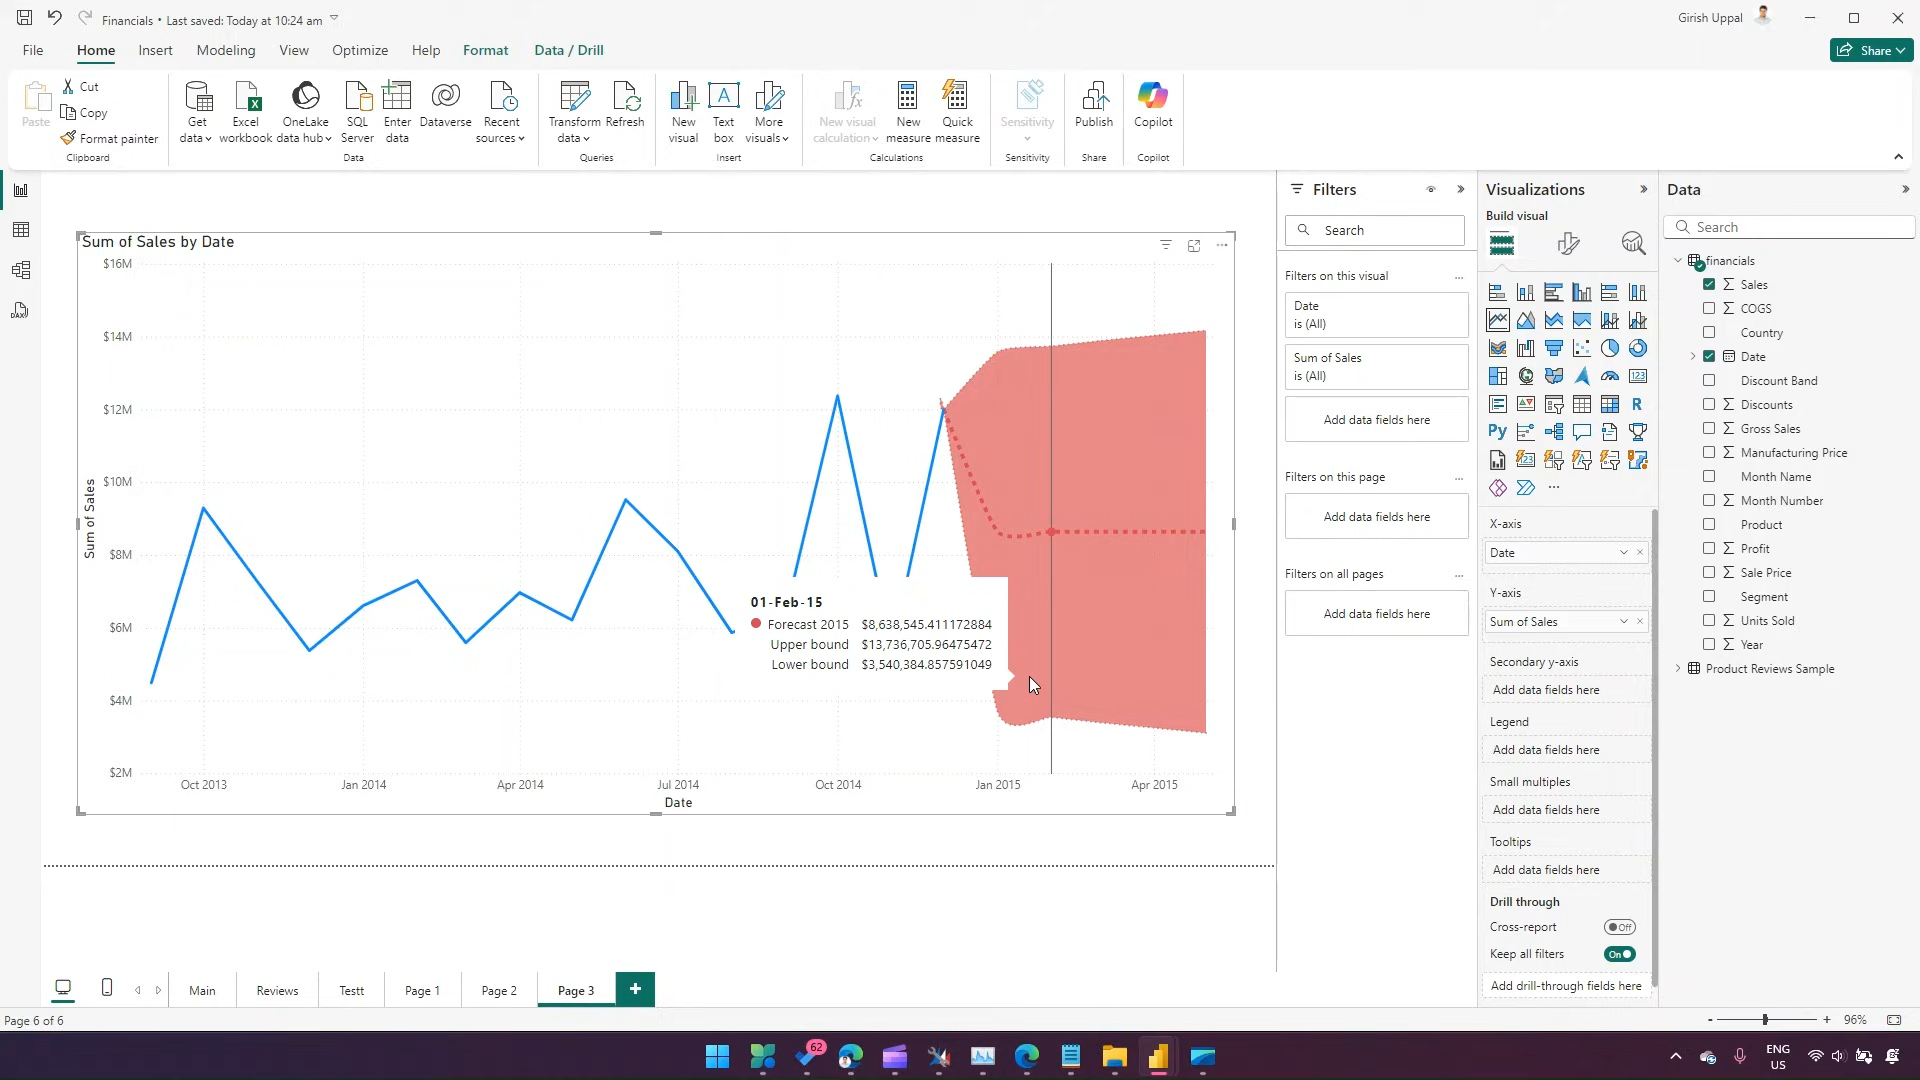 Financials • Last saved: Today at 10:24 am
Girish Uppal
File
Home
Insert
Modeling
View
Optimize
Help
Format
Data / Drill
Share
Paste
Cut
Copy
Format painter
Clipboard
Get data
Excel workbook
OneLake data hub
SQL Server
Enter data
Dataverse
Recent sources
Data
Transform data
Refresh
Queries
New visual
Text box
More visuals
Insert
New visual calculation
New measure
Quick measure
Calculations
Sensitivity
Sensitivity
Publish
Share
Copilot
Copilot
Sum of Sales by Date
$16M
$14M
$12M
$10M
$8M
$6M
$4M
$2M
Sum of Sales
Oct 2013
Jan 2014
Apr 2014
Jul 2014
Oct 2014
Jan 2015
Apr 2015
Date
01-Feb-15
Forecast 2015 $8,638,545.411172884
Upper bound $13,736,705.96475472
Lower bound $3,540,384.857591049
Filters
Search
Filters on this visual
Date
is (All)
Sum of Sales
is (All)
Add data fields here
Filters on this page
Add data fields here
Filters on all pages
Add data fields here
Visualizations
Build visual
123
R
Py
123
X-axis
Date
Y-axis
Sum of Sales
Secondary y-axis
Add data fields here
Legend
Add data fields here
Small multiples
Add data fields here
Tooltips
Add data fields here
Drill through
Cross-report
Off
Keep all filters
On
Add drill-through fields here
Data
Search
financials
Sales
COGS
Country
Date
Discount Band
Discounts
Gross Sales
Manufacturing Price
Month Name
Month Number
Product
Profit
Sale Price
Segment
Units Sold
Year
Product Reviews Sample
DAX
Main
Reviews
Testt
Page 1
Page 2
Page 3
Page 6 of 6
96%
62
ENG
US